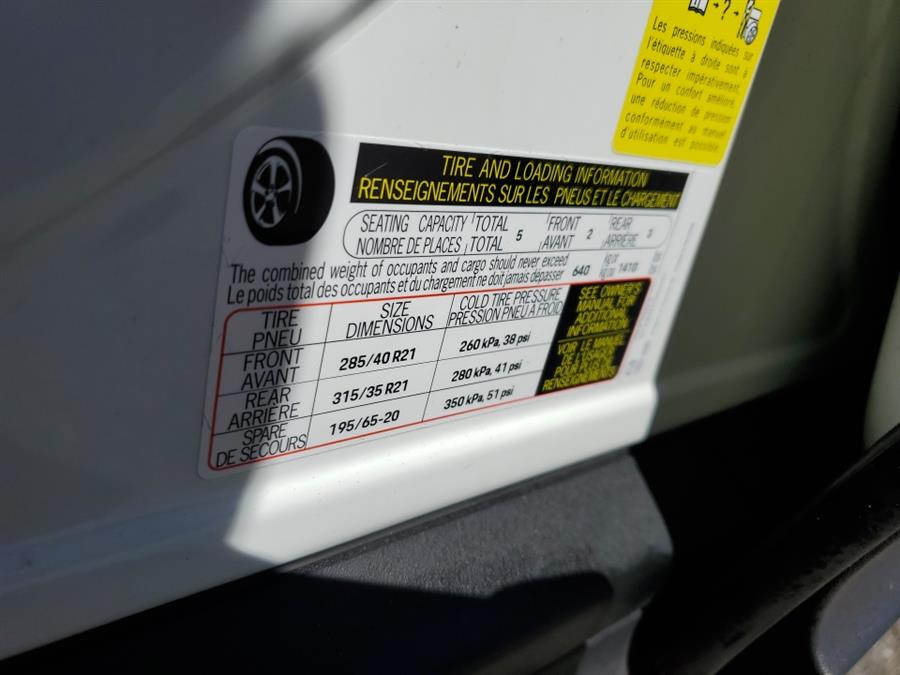 → ? →
Les pressions indiquées sur
l'étiquette à droite sont à
respecter impérativement.
Pour un confort amélioré,
une réduction de pression
conformément au manuel
d'utilisation est possible.
TIRE AND LOADING INFORMATION
RENSEIGNEMENTS SUR LES PNEUS ET LE CHARGEMENT
SEATING CAPACITY TOTAL 5 FRONT 2 REAR 3
NOMBRE DE PLACES TOTAL AVANT ARRIÈRE
The combined weight of occupants and cargo should never exceed 640 kg or 1410
Le poids total des occupants et du chargement ne doit jamais dépasser kg ou
TIRE SIZE COLD TIRE PRESSURE
PNEU DIMENSIONS PRESSION PNEU À FROID
FRONT AVANT 285/40 R21 260 kPa, 38 psi
REAR ARRIÈRE 315/35 R21 280 kPa, 41 psi
SPARE DE SECOURS 195/65-20 350 kPa, 51 psi
SEE OWNER'S
MANUAL FOR
ADDITIONAL
INFORMATION
VOIR LE MANUEL
DE L'USAGER
POUR PLUS DE
RENSEIGNEMENTS